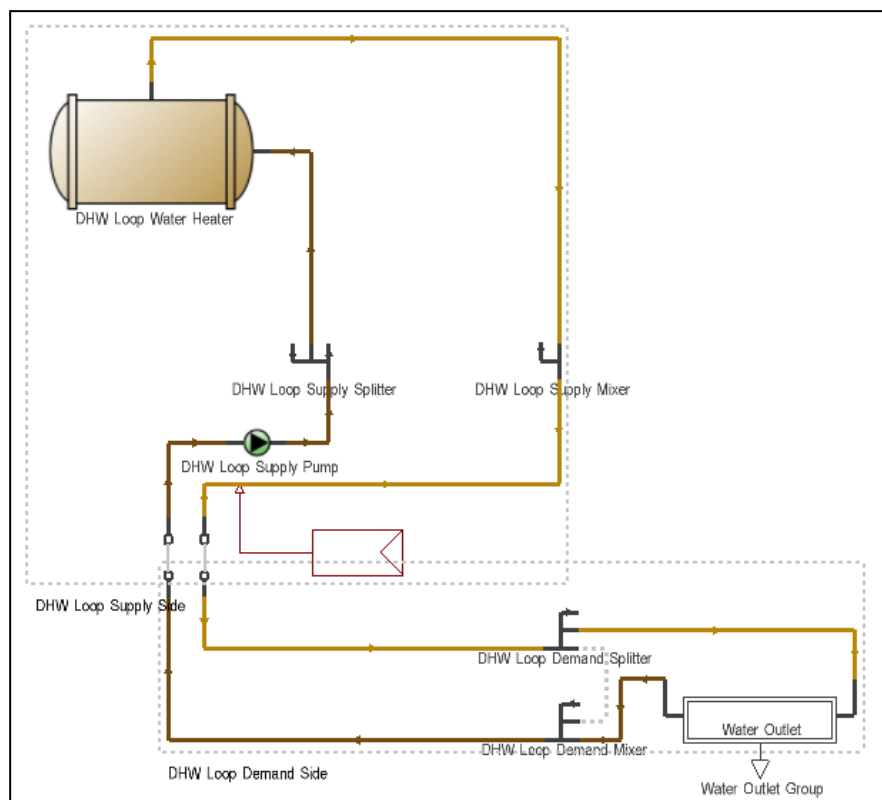 DHW Loop Water Heater
DHW Loop Supply Splitter
DHW Loop Supply Mixer
DHW Loop Supply Pump
DHW Loop Supply Side
DHW Loop Demand Splitter
Water Outlet
DHW Loop Demand Mixer
DHW Loop Demand Side
Water Outlet Group